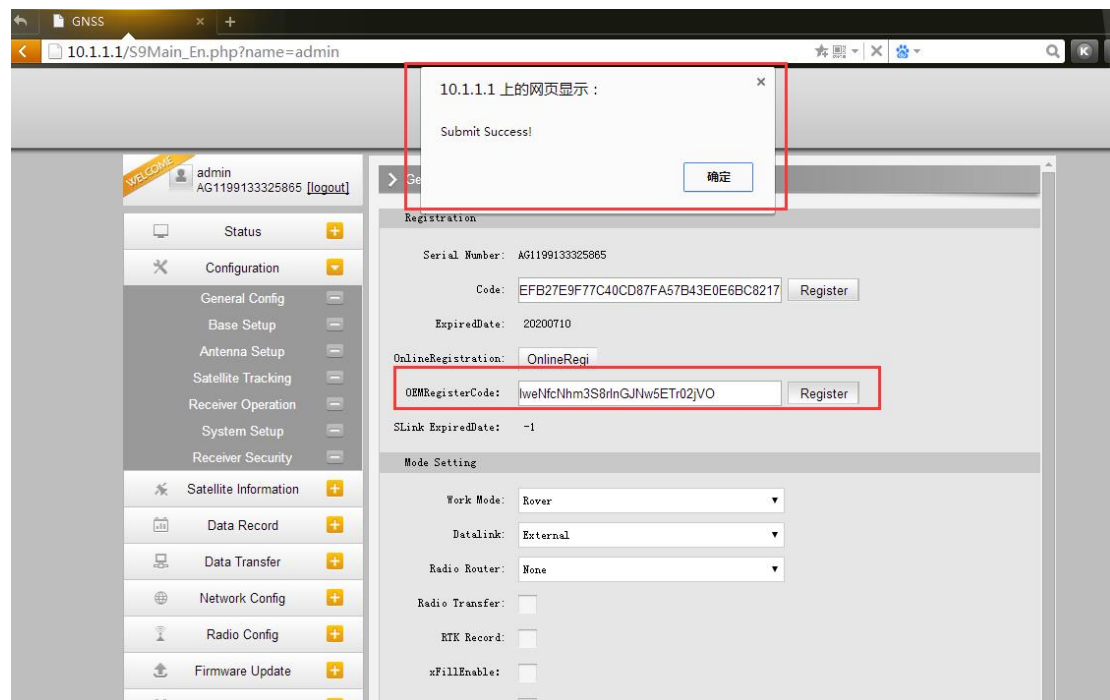 GNSS
10.1.1.1/S9Main_En.php?name=admin
10.1.1.1 上的网页显示：
Submit Success!
确定
WELCOME
admin
AG1199133325865 [logout]
Ge
Status
Configuration
General Config
Base Setup
Antenna Setup
Satellite Tracking
Receiver Operation
System Setup
Receiver Security
Satellite Information
Data Record
Data Transfer
Network Config
Radio Config
Firmware Update
Registration
Serial Number: AG1199133325865
Code: EFB27E9F77C40CD87FA57B43E0E6BC8217 Register
ExpiredDate: 20200710
OnlineRegistration: OnlineRegi
OEMRegisterCode: Register
SLink ExpiredDate: -1
Mode Setting
Work Mode: Rover
Datalink: External
Radio Router: None
Radio Transfer:
RTK Record:
xFillEnable: